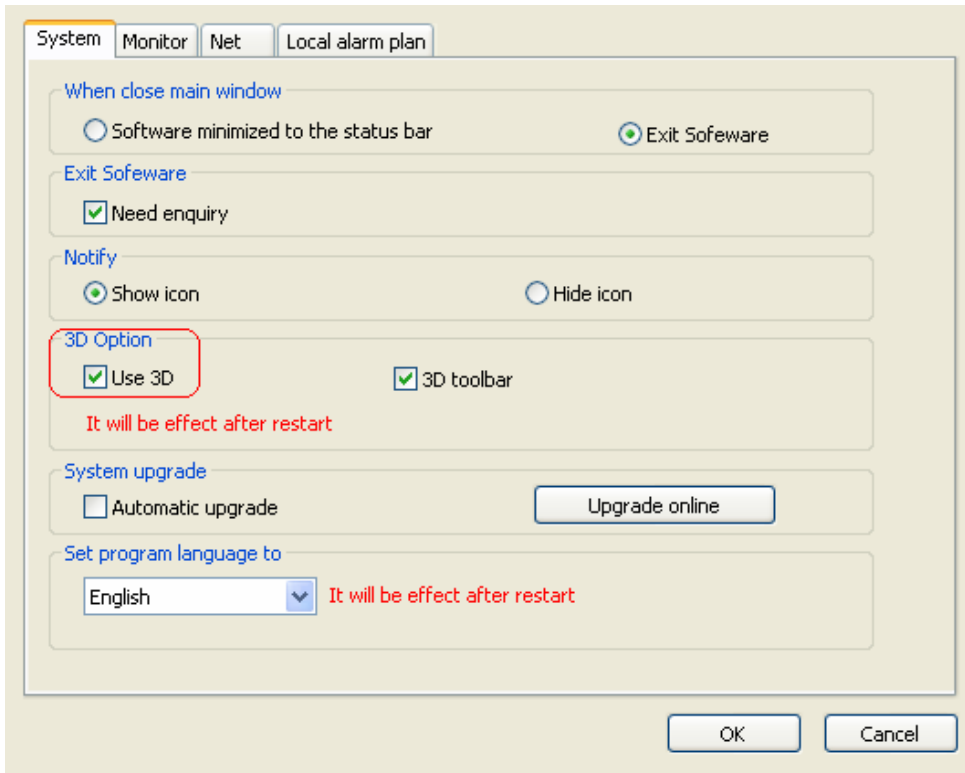 System Monitor Net Local alarm plan
When close main window
Software minimized to the status bar Exit Sofeware
Exit Sofeware
Need enquiry
Notify
Show icon Hide icon
3D Option
Use 3D 3D toolbar
It will be effect after restart
System upgrade
Automatic upgrade Upgrade online
Set program language to
English It will be effect after restart
OK Cancel